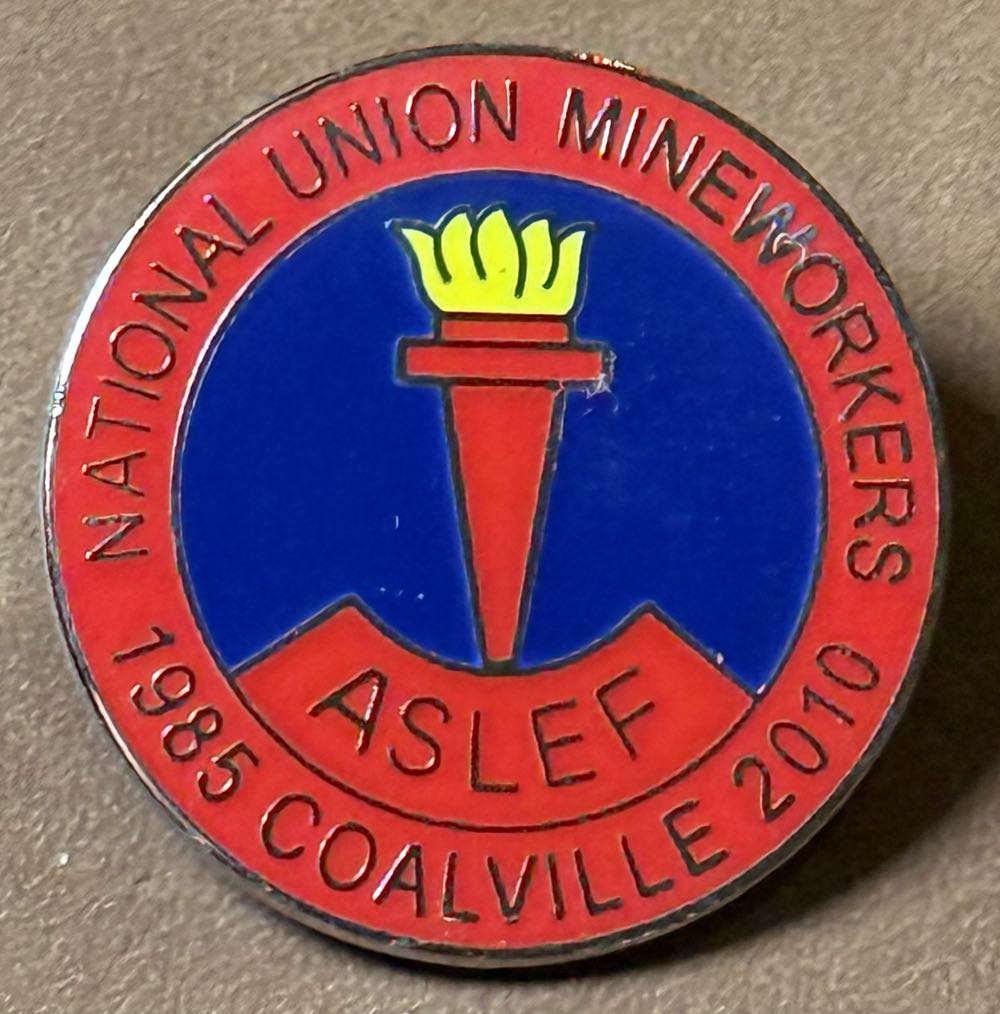 NATIONAL UNION MINEWORKERS
ASLEF
1985 COALVILLE 2010